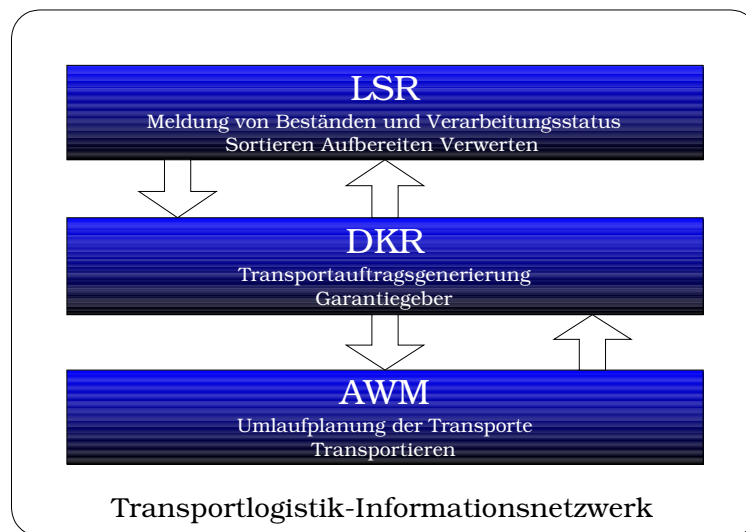 LSR
Meldung von Beständen und Verarbeitungsstatus
Sortieren Aufbereiten Verwerten
DKR
Transportauftragsgenerierung
Garantiegeber
AWM
Umlaufplanung der Transporte
Transportieren
Transportlogistik-Informationsnetzwerk